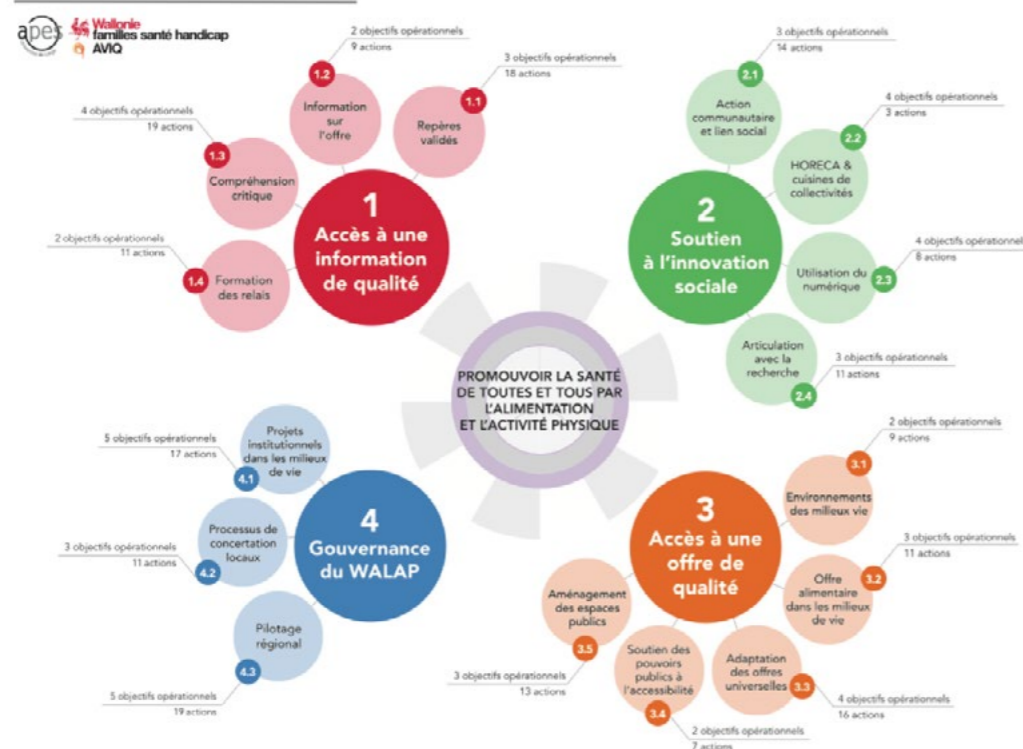 apes
Wallonie
familles santé handicap
AVIQ
2 objectifs opérationnels
9 actions
1.2
Information
sur
l'offre
3 objectifs opérationnels
18 actions
1.1
Repères
validés
4 objectifs opérationnels
19 actions
1.3
Compréhension
critique
2 objectifs opérationnels
11 actions
1.4
Formation
des relais
1
Accès à une
information
de qualité
3 objectifs opérationnels
14 actions
2.1
Action
communautaire
et lien social
4 objectifs opérationnels
3 actions
2.2
HORECA &
cuisines de
collectivités
2
Soutien
à l'innovation
sociale
4 objectifs opérationnels
8 actions
2.3
Utilisation du
numérique
Articulation
avec la
recherche
2.4
3 objectifs opérationnels
11 actions
PROMOUVOIR LA SANTÉ
DE TOUTES ET TOUS PAR
L'ALIMENTATION
ET L'ACTIVITÉ PHYSIQUE
2 objectifs opérationnels
9 actions
3.1
Environnements
des milieux vie
3
Accès à une
offre de
qualité
3 objectifs opérationnels
11 actions
3.2
Offre
alimentaire
dans les milieux
de vie
Adaptation
des offres
universelles
3.3
4 objectifs opérationnels
16 actions
Soutien des
pouvoirs
publics à
l'accessibilité
3.4
2 objectifs opérationnels
7 actions
Aménagement
des espaces
publics
3.5
3 objectifs opérationnels
13 actions
4
Gouvernance
du WALAP
Projets
institutionnels
dans les milieux
de vie
5 objectifs opérationnels
17 actions
4.1
Processus de
concertation
locaux
3 objectifs opérationnels
11 actions
4.2
Pilotage
régional
4.3
5 objectifs opérationnels
19 actions